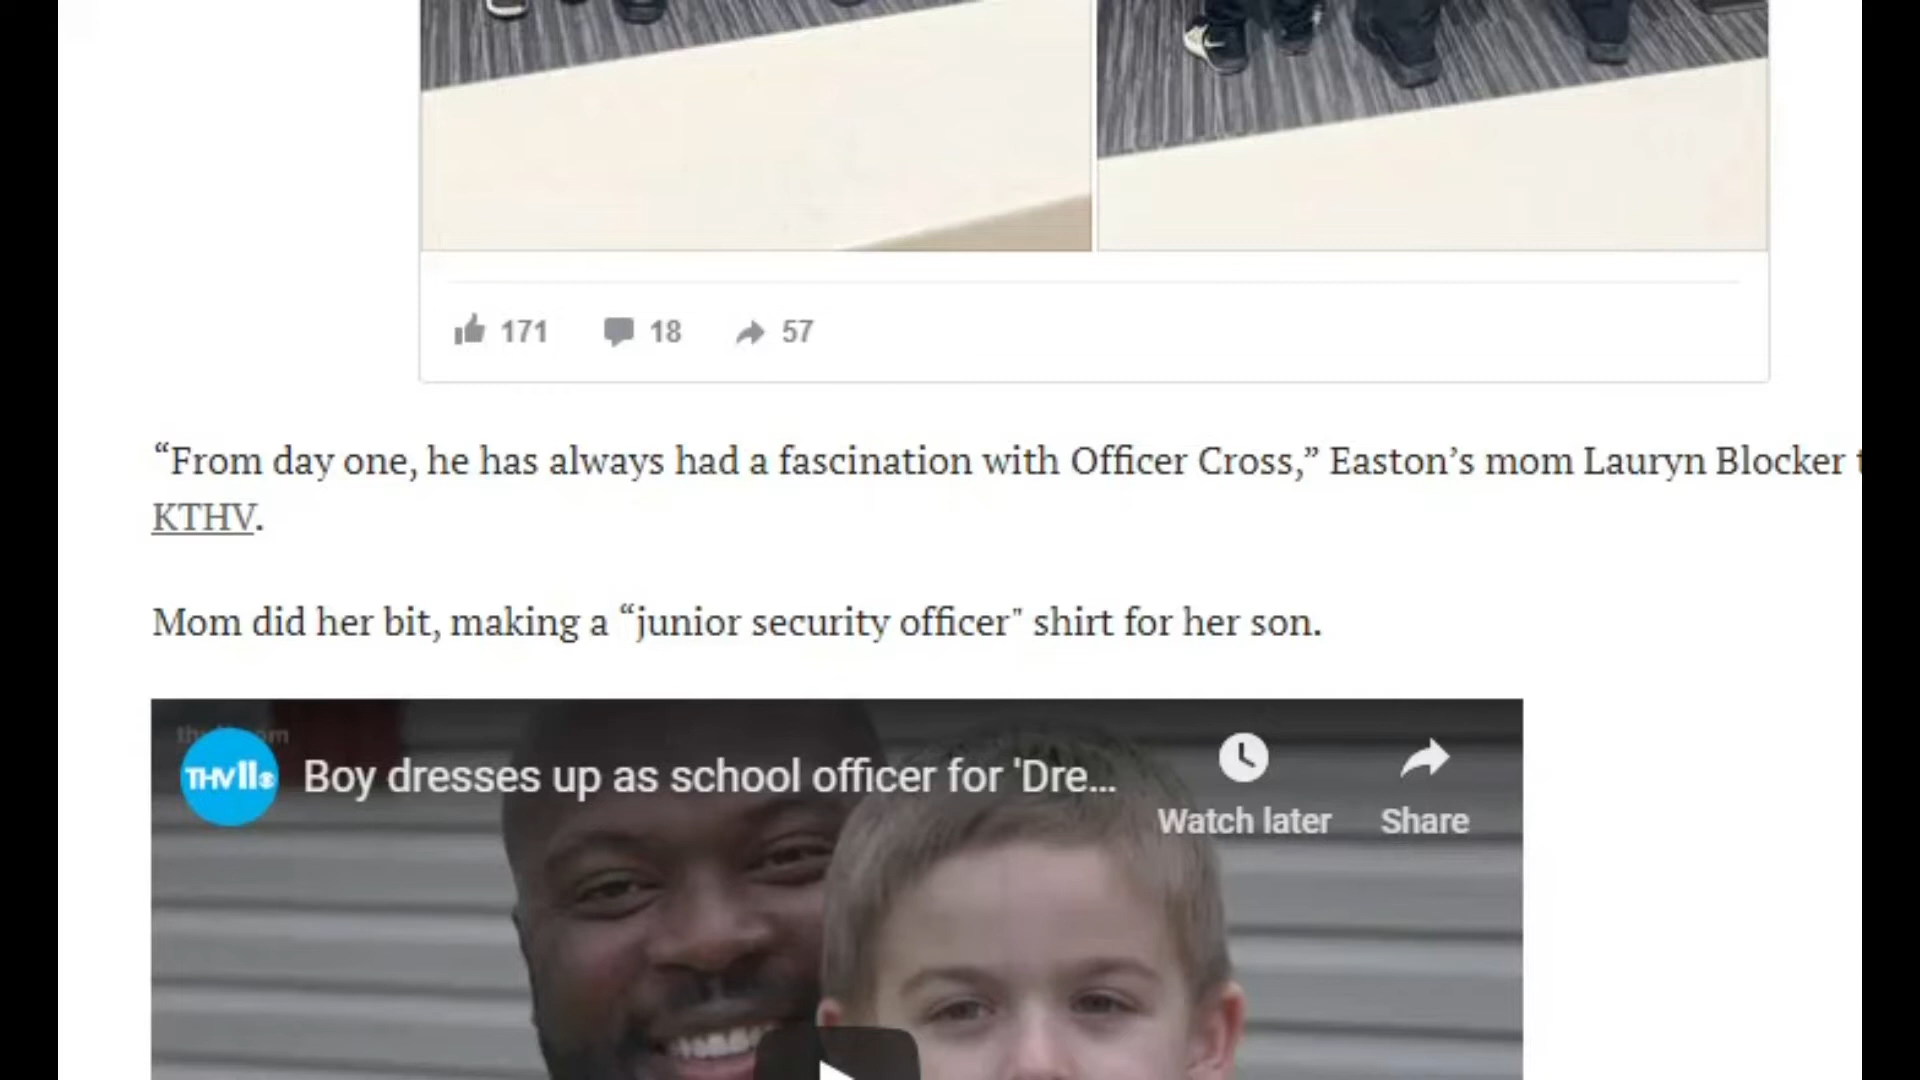 171 18 57
“From day one, he has always had a fascination with Officer Cross,” Easton’s mom Lauryn Blocker
KTHV.
Mom did her bit, making a “junior security officer" shirt for her son.
THV11
Boy dresses up as school officer for 'Dre...
Watch later Share